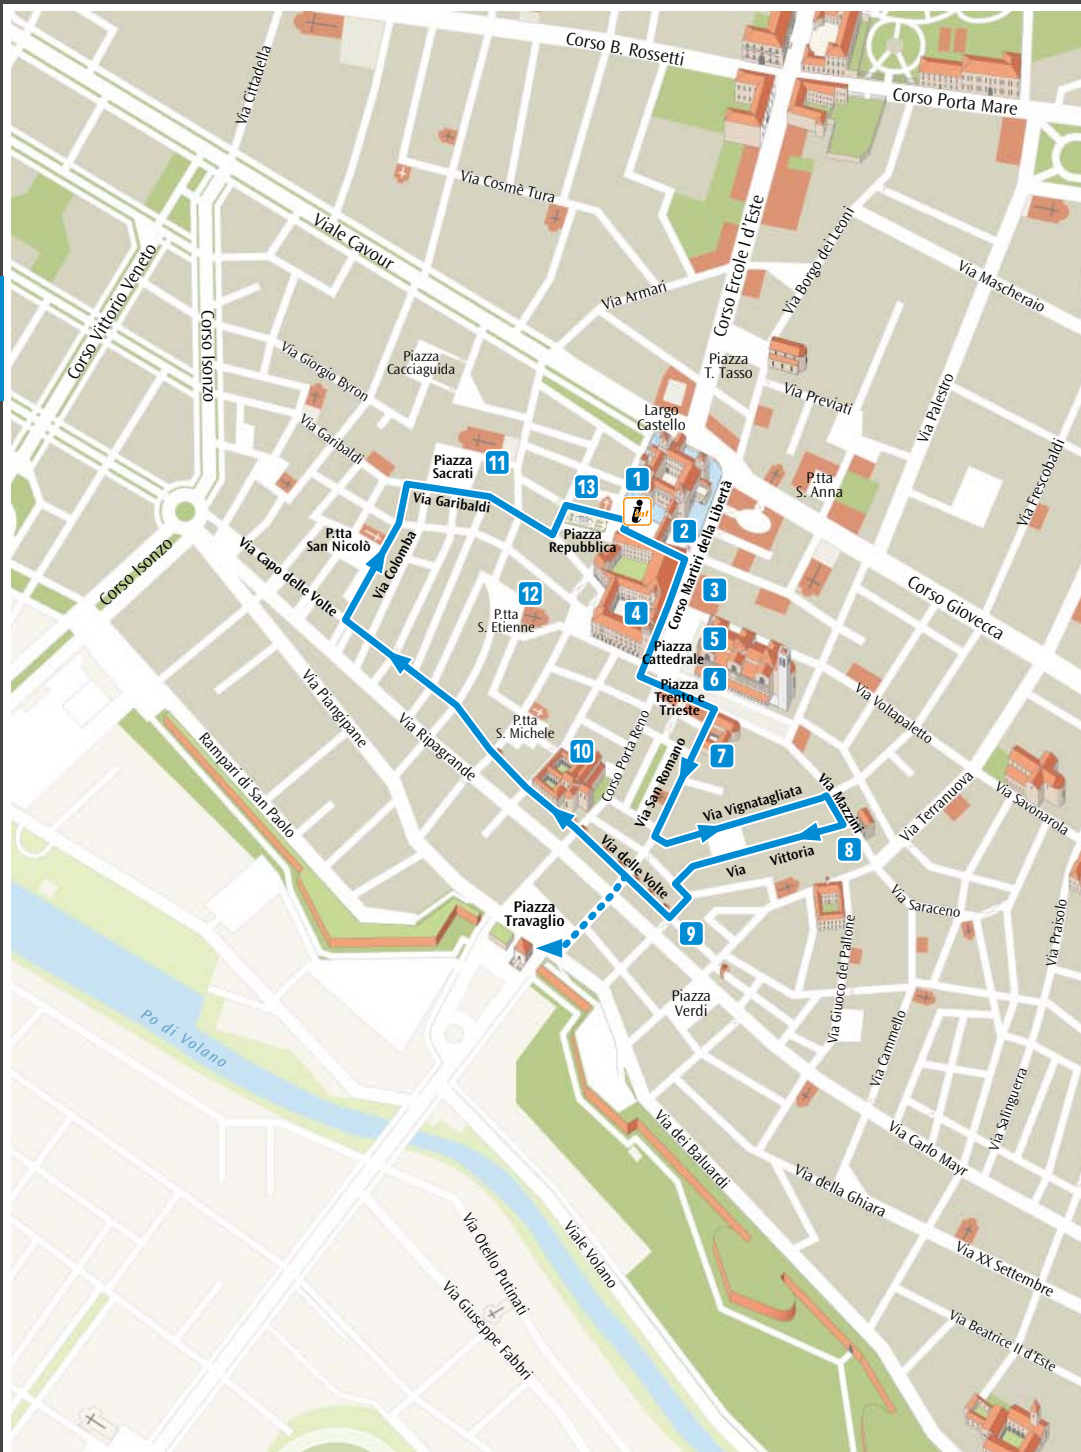 Corso B. Rossetti
Corso Porta Mare
Via Cittadella
Via Cosmè Tura
Viale Cavour
Corso Ercole I d'Este
Via Borgo dei Leoni
Via Mascheraio
Corso Vittorio Veneto
Corso Isonzo
Via Armari
Via Giorgio Byron
Piazza
Cacciaguida
Piazza
T. Tasso
Via Previati
Via Palestro
Via Garibaldi
Largo
Castello
Via Frescobaldi
Piazza
Sacrati
11
13
1
P.tta
S. Anna
Via Garibaldi
i
Corso Martiri della Libertà
2
P.tta
San Nicolò
Piazza
Repubblica
Via Colomba
Corso Isonzo
Via Capo delle Volte
12
P.tta
S. Etienne
4
3
Corso Giovecca
5
Piazza
Cattedrale
6
Piazza
Trento e
Trieste
Via Piangipane
Via Ripagrande
P.tta
S. Michele
10
Corso Porta Reno
Via San Romano
7
Via Voltapaletto
Rampari di San Paolo
Via Vignatagliata
Via Mazzini
Via Terranuova
Via Savonarola
Via delle Volte
Via Vittoria
8
Via Saraceno
Piazza
Travaglio
9
Via Giuoco del Pallone
Via Praisolo
Piazza
Verdi
Po di Volano
Via Cammello
Via Salinguerra
Via dei Baluardi
Via Carlo Mayr
Via della Ghiara
Via Otello Putinati
Viale Volano
Via XX Settembre
Via Giuseppe Fabbri
Via Beatrice II d'Este